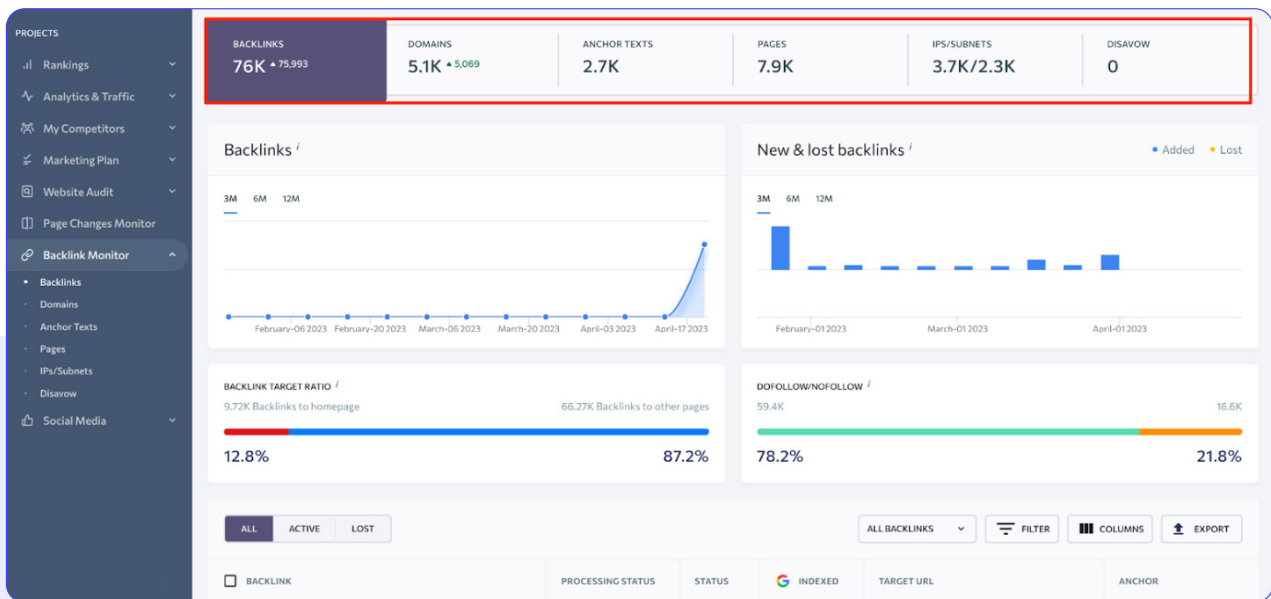 PROJECTS
Rankings
Analytics & Traffic
My Competitors
Marketing Plan
Website Audit
Page Changes Monitor
Backlink Monitor
Backlinks
Domains
Anchor Texts
Pages
IPs/Subnets
Disavow
Social Media
BACKLINKS
76K ▲ 75,993
DOMAINS
5.1K ▲ 5,069
ANCHOR TEXTS
2.7K
PAGES
7.9K
IPS/SUBNETS
3.7K/2.3K
DISAVOW
0
Backlinks i
3M 6M 12M
February-06 2023 February-20 2023 March-06 2023 March-20 2023 April-03 2023 April-17 2023
New & lost backlinks i
Added Lost
3M 6M 12M
February-01 2023 March-01 2023 April-01 2023
BACKLINK TARGET RATIO i
9.72K Backlinks to homepage 66.27K Backlinks to other pages
12.8% 87.2%
DOFOLLOW/NOFOLLOW i
59.4K 16.6K
78.2% 21.8%
ALL ACTIVE LOST
ALL BACKLINKS FILTER COLUMNS EXPORT
BACKLINK PROCESSING STATUS STATUS G INDEXED TARGET URL ANCHOR